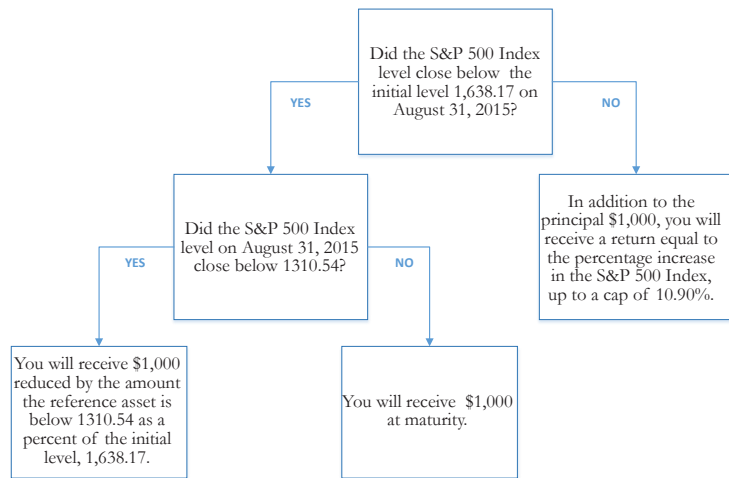 Did the S&P 500 Index
level close below the
initial level 1,638.17 on
August 31, 2015?
YES
NO
Did the S&P 500 Index
level on August 31, 2015
close below 1310.54?
In addition to the
principal $1,000, you will
receive a return equal to
the percentage increase
in the S&P 500 Index,
up to a cap of 10.90%.
YES
NO
You will receive $1,000
reduced by the amount
the reference asset is
below 1310.54 as a
percent of the initial
level, 1,638.17.
You will receive $1,000
at maturity.